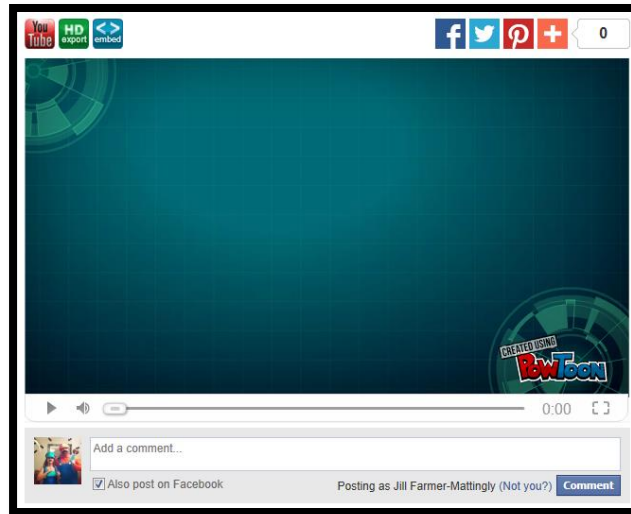 You
Tube
HD
export
<>
embed
f
0
CREATED USING
POWTOON
0:00
Add a comment...
Also post on Facebook
Posting as Jill Farmer-Mattingly (Not you?)
Comment